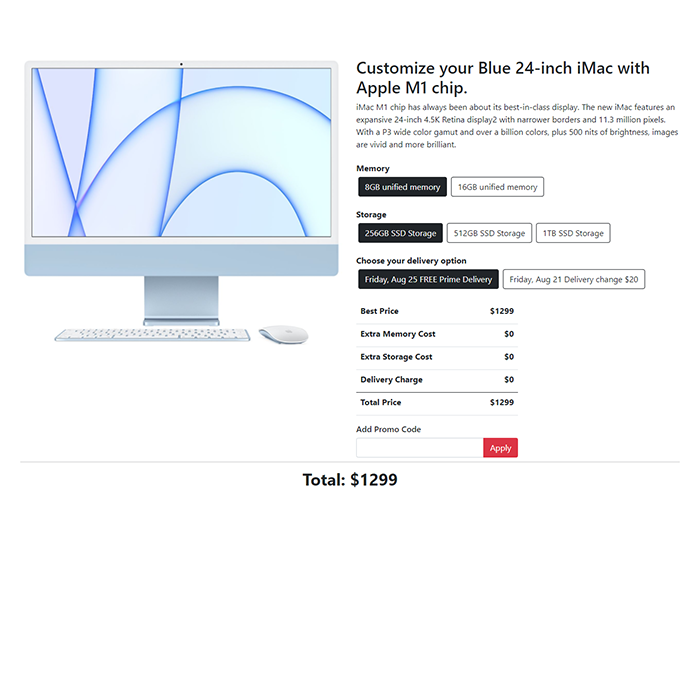 Customize your Blue 24-inch iMac with
Apple M1 chip.
iMac M1 chip has always been about its best-in-class display. The new iMac features an
expansive 24-inch 4.5K Retina display2 with narrower borders and 11.3 million pixels.
With a P3 wide color gamut and over a billion colors, plus 500 nits of brightness, images
are vivid and more brilliant.
Memory
8GB unified memory 16GB unified memory
Storage
256GB SSD Storage 512GB SSD Storage 1TB SSD Storage
Choose your delivery option
Friday, Aug 25 FREE Prime Delivery Friday, Aug 21 Delivery change $20
Best Price $1299
Extra Memory Cost $0
Extra Storage Cost $0
Delivery Charge $0
Total Price $1299
Add Promo Code
Apply
Total: $1299